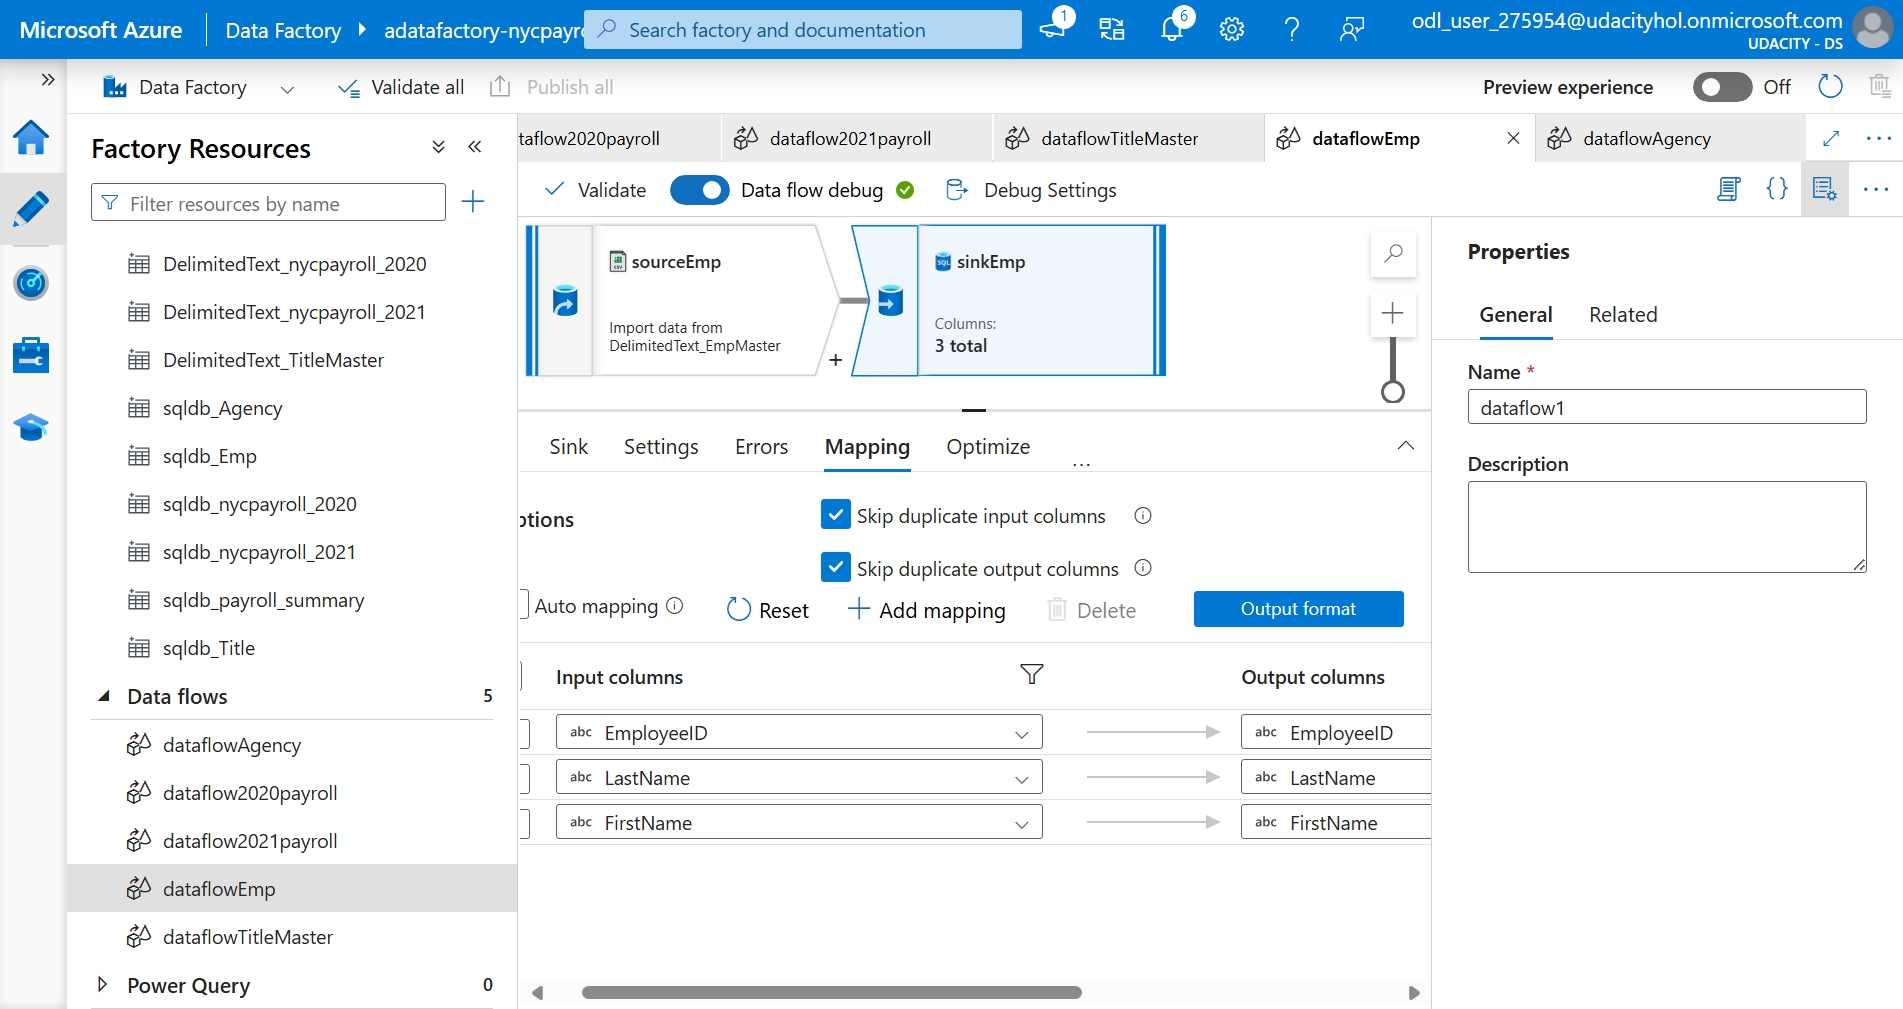 Microsoft Azure
Data Factory
adatafactory-nycpayro
Search factory and documentation
1
6
odl_user_275954@udacityhol.onmicrosoft.com
UDACITY - DS
Data Factory
Validate all
Publish all
Preview experience
Off
Factory Resources
Filter resources by name
DelimitedText_nycpayroll_2020
DelimitedText_nycpayroll_2021
DelimitedText_TitleMaster
sqldb_Agency
sqldb_Emp
sqldb_nycpayroll_2020
sqldb_nycpayroll_2021
sqldb_payroll_summary
sqldb_Title
Data flows 5
dataflowAgency
dataflow2020payroll
dataflow2021payroll
dataflowEmp
dataflowTitleMaster
Power Query 0
taflow2020payroll
dataflow2021payroll
dataflowTitleMaster
dataflowEmp
dataflowAgency
Validate
Data flow debug
Debug Settings
sourceEmp
Import data from
DelimitedText_EmpMaster
+
sinkEmp
Columns:
3 total
Sink
Settings
Errors
Mapping
Optimize
...
ptions
Skip duplicate input columns
Skip duplicate output columns
Auto mapping
Reset
Add mapping
Delete
Output format
Input columns
Output columns
abc EmployeeID
abc EmployeeID
abc LastName
abc LastName
abc FirstName
abc FirstName
Properties
General
Related
Name *
dataflow1
Description